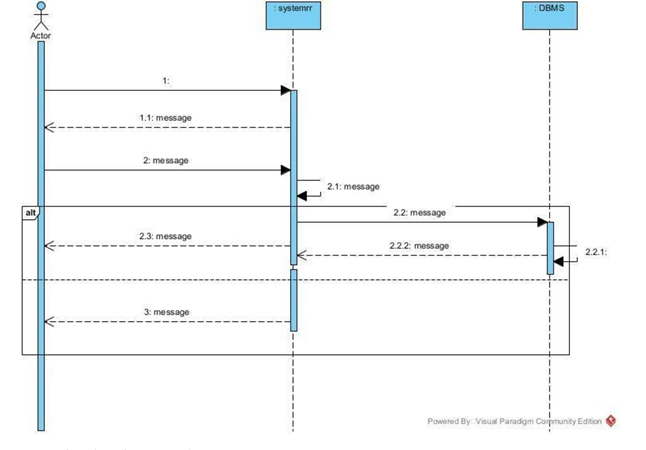 : systemrr
: DBMS
Actor
1:
1.1: message
2: message
2.1: message
alt
2.2: message
2.3: message
2.2.2: message
2.2.1:
3: message
Powered By: Visual Paradigm Community Edition